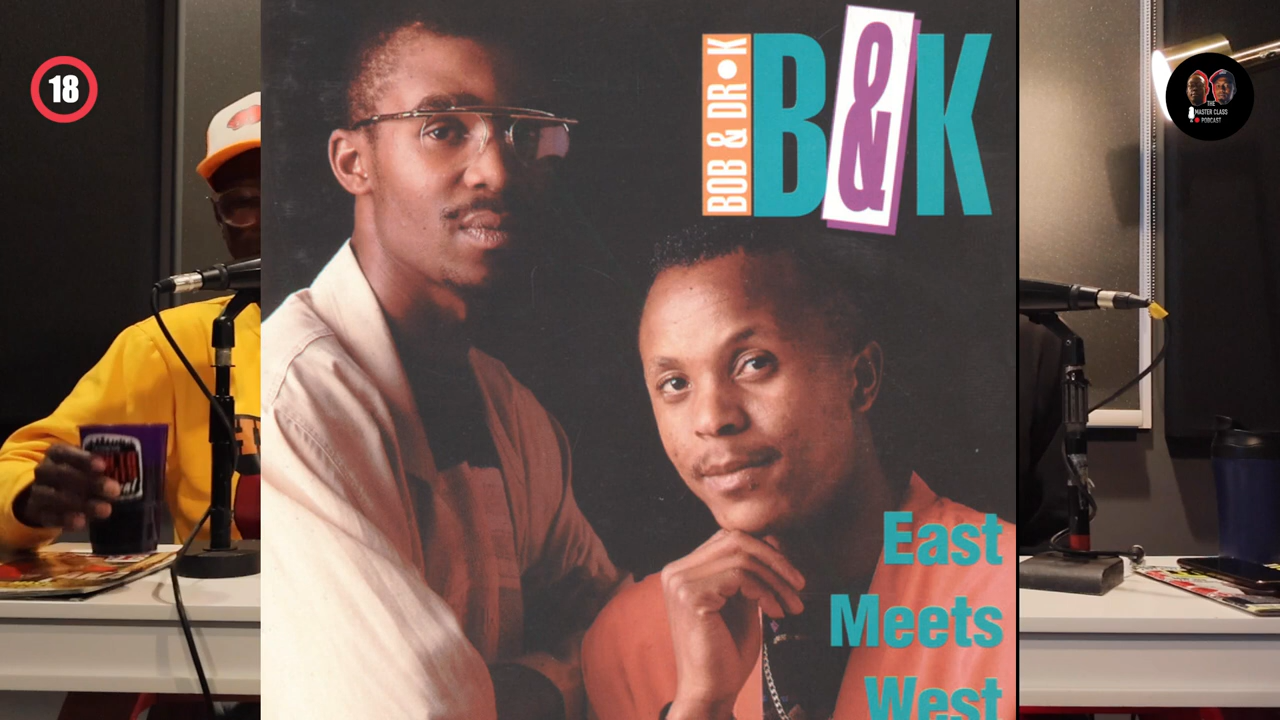 18
BOB & DR•K
B&K
THE
MASTER CLASS
PODCAST
East
Meets
West